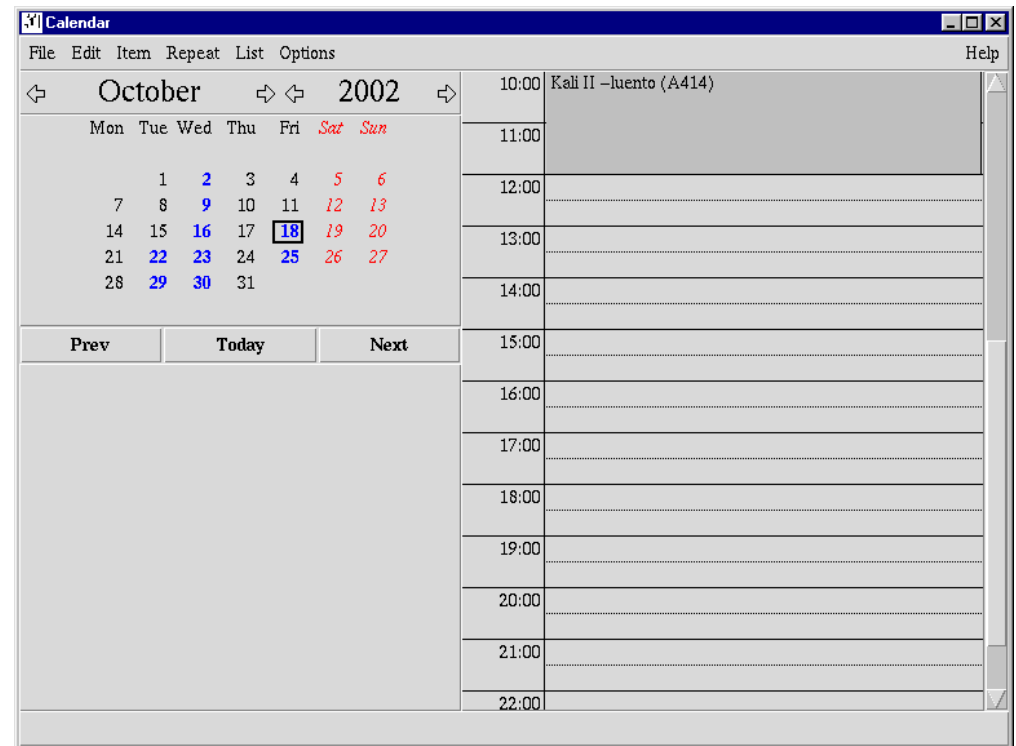 Calendar
File Edit Item Repeat List Options Help
October 2002
Mon Tue Wed Thu Fri Sat Sun
1 2 3 4 5 6
7 8 9 10 11 12 13
14 15 16 17 18 19 20
21 22 23 24 25 26 27
28 29 30 31
Prev Today Next
10:00 Kali II –luento (A414)
11:00
12:00
13:00
14:00
15:00
16:00
17:00
18:00
19:00
20:00
21:00
22:00